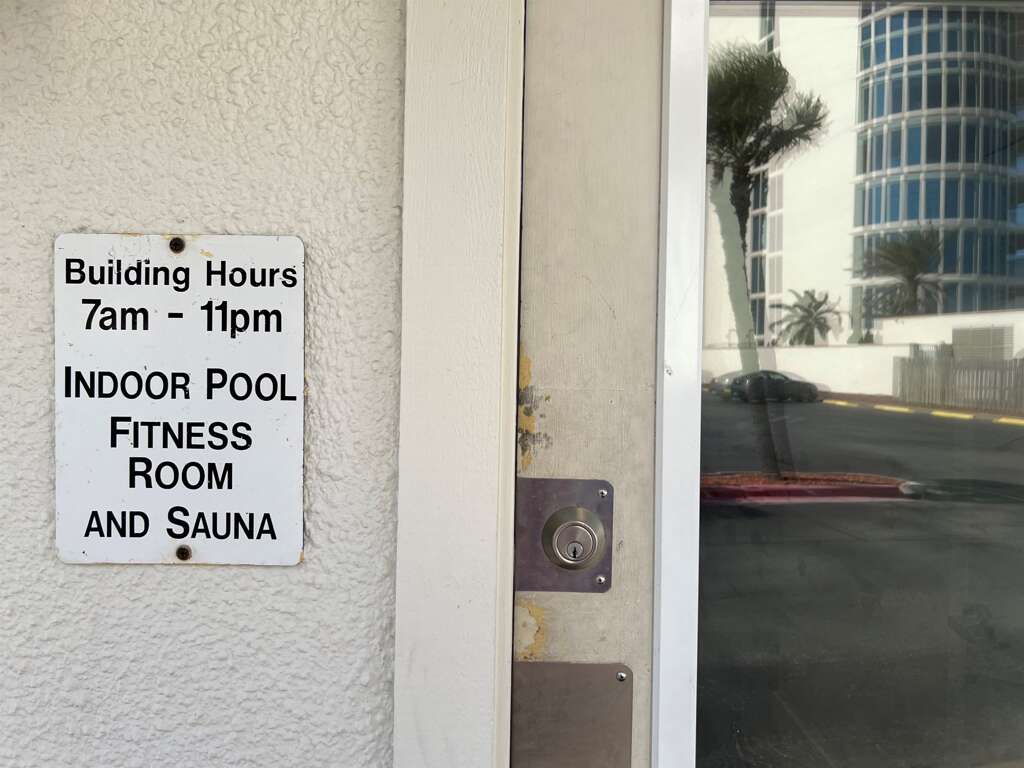 Building Hours
7am - 11pm
INDOOR POOL
FITNESS
ROOM
AND SAUNA